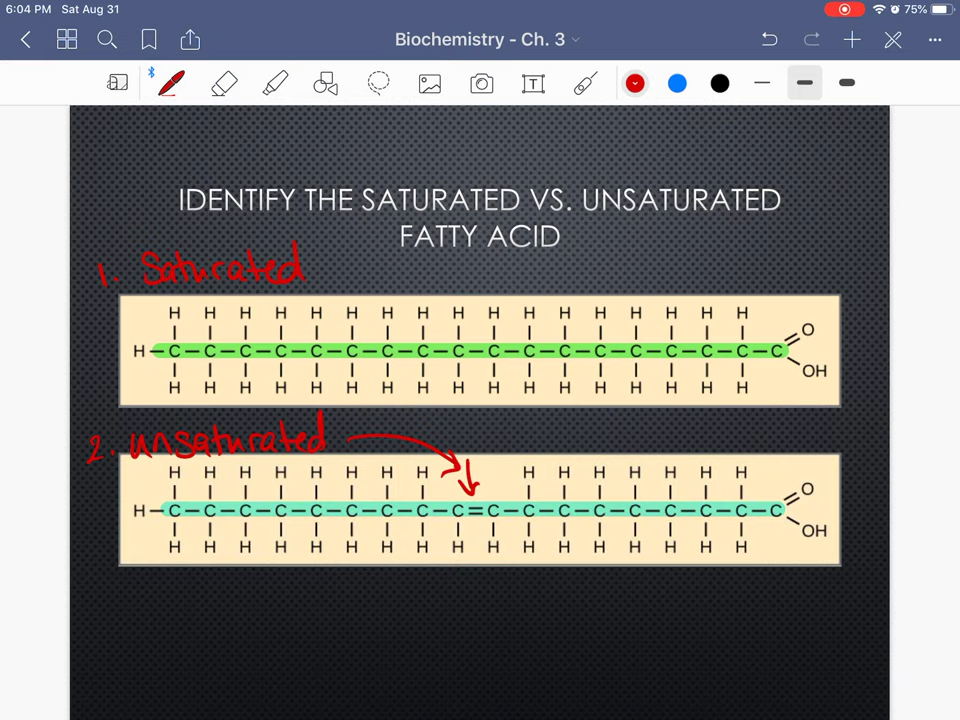 6:04 PM Sat Aug 31 75%
Biochemistry - Ch. 3
IDENTIFY THE SATURATED VS. UNSATURATED
FATTY ACID
1. Saturated
H H H H H H H H H H H H H H H H H
H-C-C-C-C-C-C-C-C-C-C-C-C-C-C-C-C-C-C
O
OH
H H H H H H H H H H H H H H H H H
2. unsaturated
H H H H H H H H H H H H H H H
H-C-C-C-C-C-C-C-C-C=C-C-C-C-C-C-C-C-C
O
OH
H H H H H H H H H H H H H H H H H